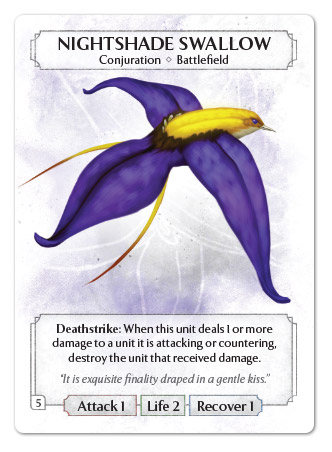 NIGHTSHADE SWALLOW
Conjuration ⋄ Battlefield
Deathstrike: When this unit deals 1 or more
damage to a unit it is attacking or countering,
destroy the unit that received damage.
"It is exquisite finality draped in a gentle kiss."
5
Attack 1 Life 2 Recover 1